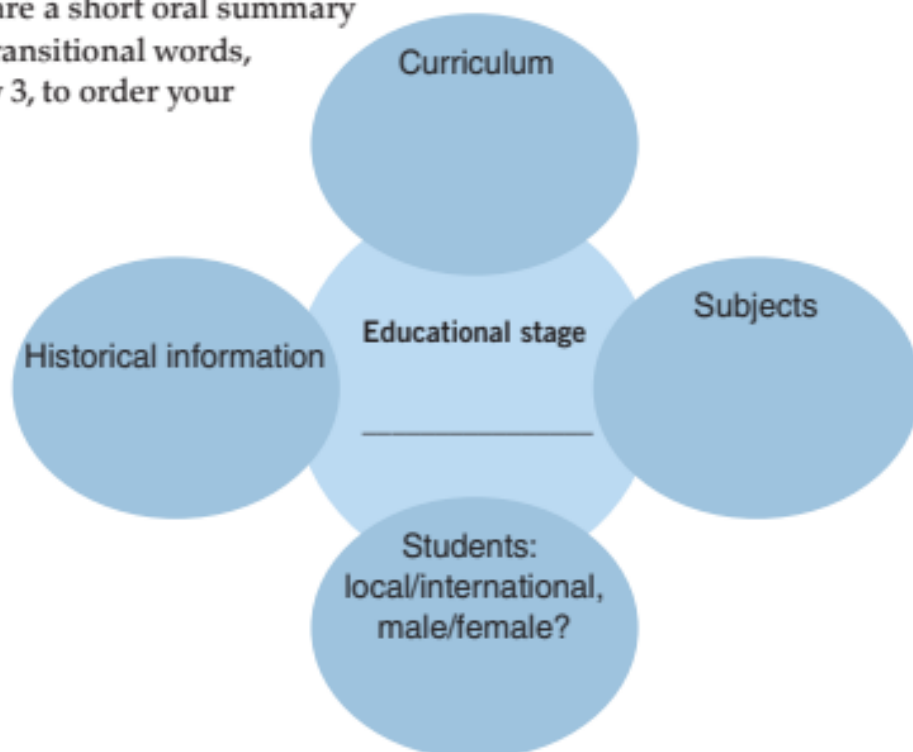 are a short oral summary
ransitional words,
3, to order your
Curriculum
Subjects
Educational stage
Historical information
Students:
local/international,
male/female?